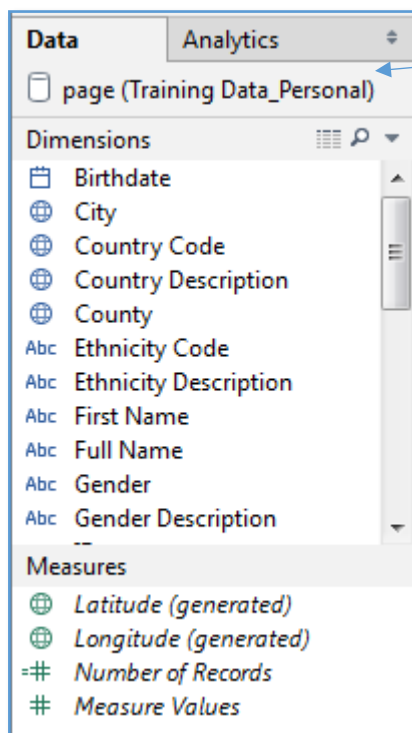 Data Analytics
page (Training Data_Personal)
Dimensions
Birthdate
City
Country Code
Country Description
County
Abc Ethnicity Code
Abc Ethnicity Description
Abc First Name
Abc Full Name
Abc Gender
Abc Gender Description
Measures
Latitude (generated)
Longitude (generated)
=# Number of Records
# Measure Values